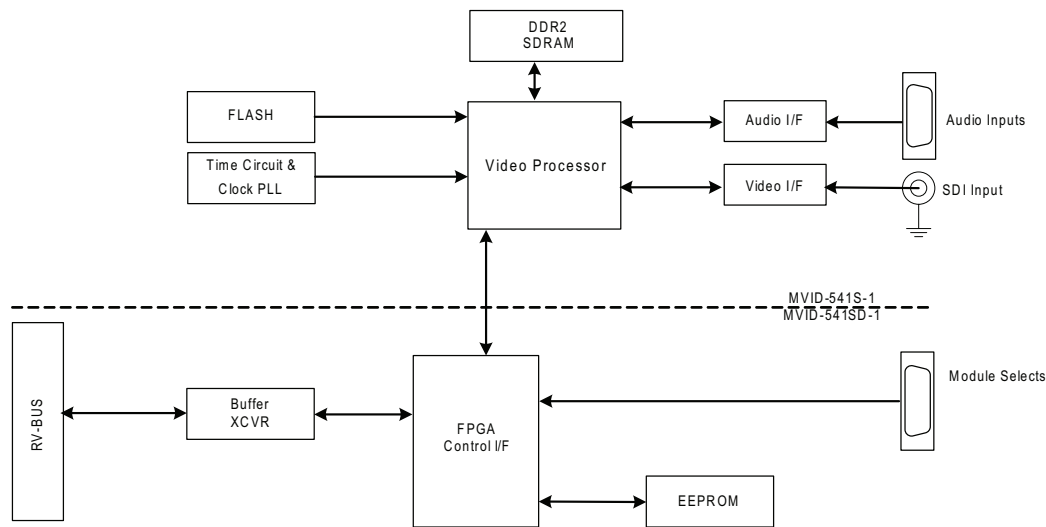 DDR2
SDRAM
FLASH
Time Circuit &
Clock PLL
Video Processor
Audio I/F
Audio Inputs
Video I/F
SDI Input
MVID-541S-1
MVID-541SD-1
RV-BUS
Buffer
XCVR
FPGA
Control I/F
Module Selects
EEPROM